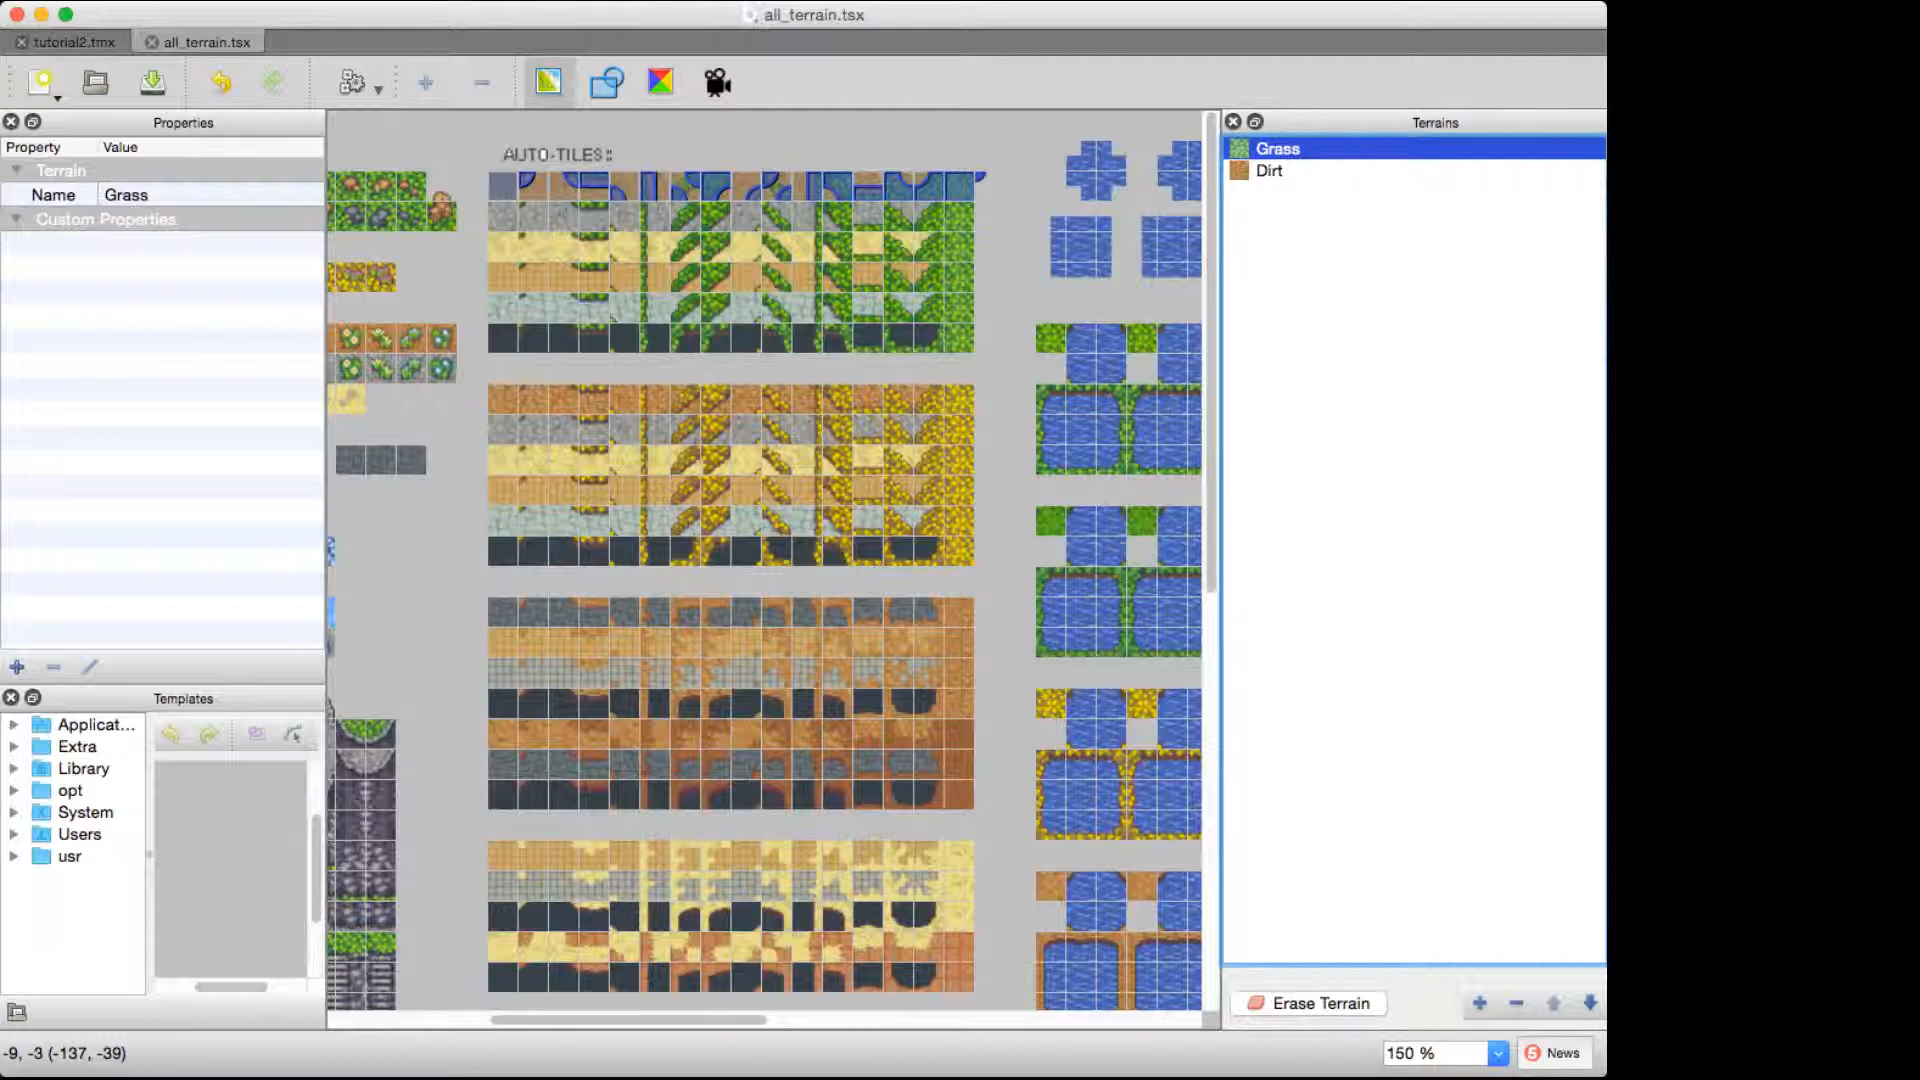 all_terrain.tsx
tutorial2.tmx
all_terrain.tsx
Properties
Terrains
Property
Value
Terrain
Name
Grass
Custom Properties
AUTO-TILES::
Grass
Dirt
Templates
Applicat...
Extra
Library
opt
System
Users
usr
Erase Terrain
-9, -3 (-137, -39)
150 %
5
News